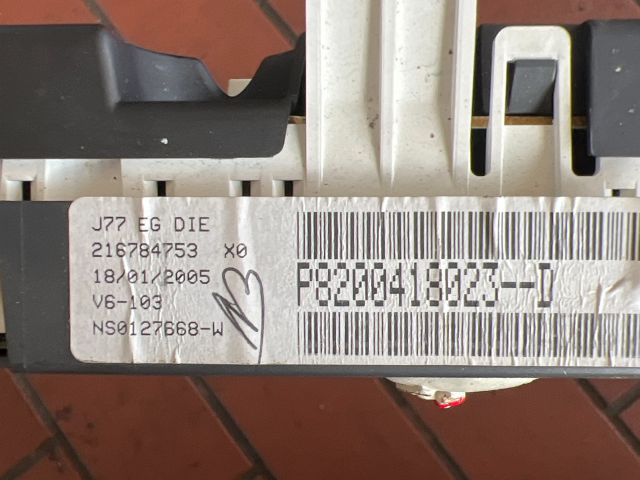 J77 EG DIE
216784753 X0
18/01/2005
V6-103
NS0127668-W
P8200418023--D